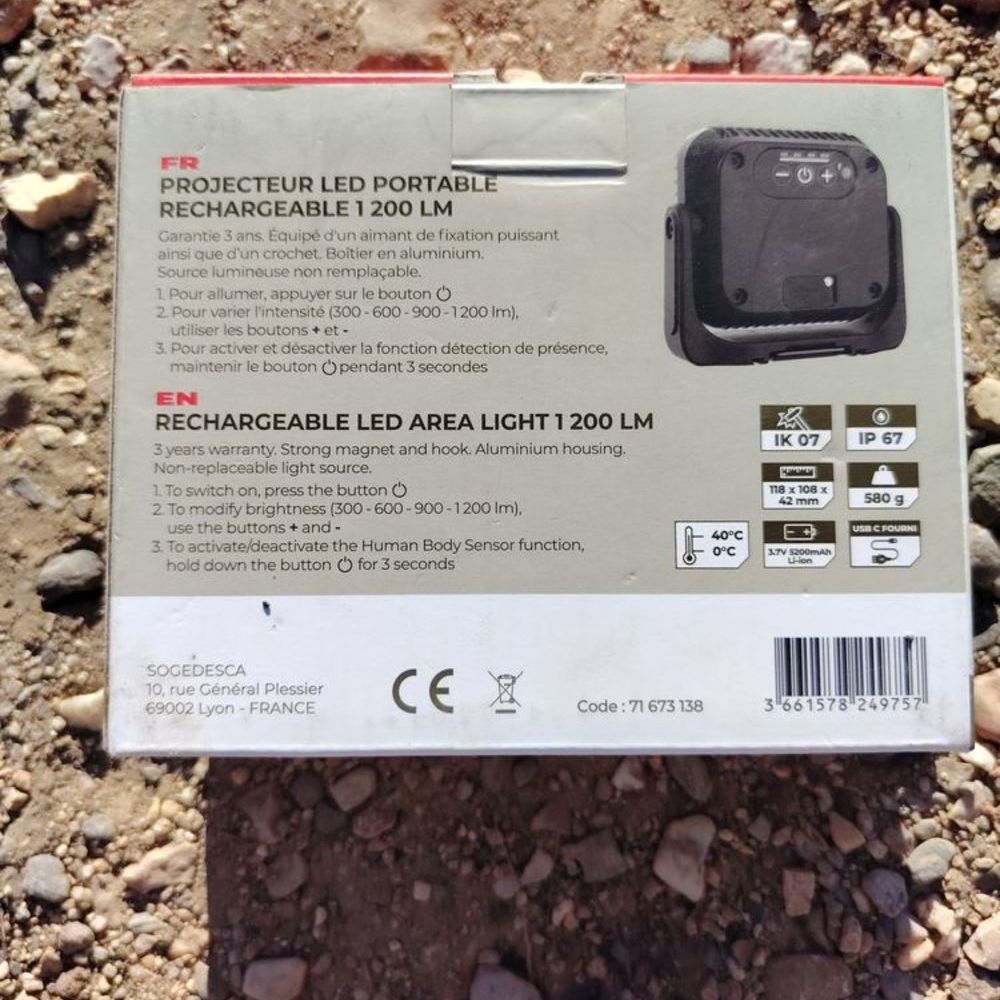 FR
PROJECTEUR LED PORTABLE
RECHARGEABLE 1 200 LM
Garantie 3 ans. Équipé d'un aimant de fixation puissant
ainsi que d'un crochet. Boîtier en aluminium.
Source lumineuse non remplaçable.
1. Pour allumer, appuyer sur le bouton
2. Pour varier l'intensité (300 - 600 - 900 - 1 200 lm),
utiliser les boutons + et -
3. Pour activer et désactiver la fonction détection de présence,
maintenir le bouton pendant 3 secondes
EN
RECHARGEABLE LED AREA LIGHT 1 200 LM
3 years warranty. Strong magnet and hook. Aluminium housing.
Non-replaceable light source.
1. To switch on, press the button
2. To modify brightness (300 - 600 - 900 - 1 200 lm),
use the buttons + and -
3. To activate/deactivate the Human Body Sensor function,
hold down the button for 3 seconds
IK 07
IP 67
118 x 108 x
42 mm
580 g
40°C
0°C
3.7V 5200mAh
Li-ion
USB C FOURNI
SOGEDESCA
10, rue Général Plessier
69002 Lyon - FRANCE
CE
Code : 71 673 138
3 661578 249757